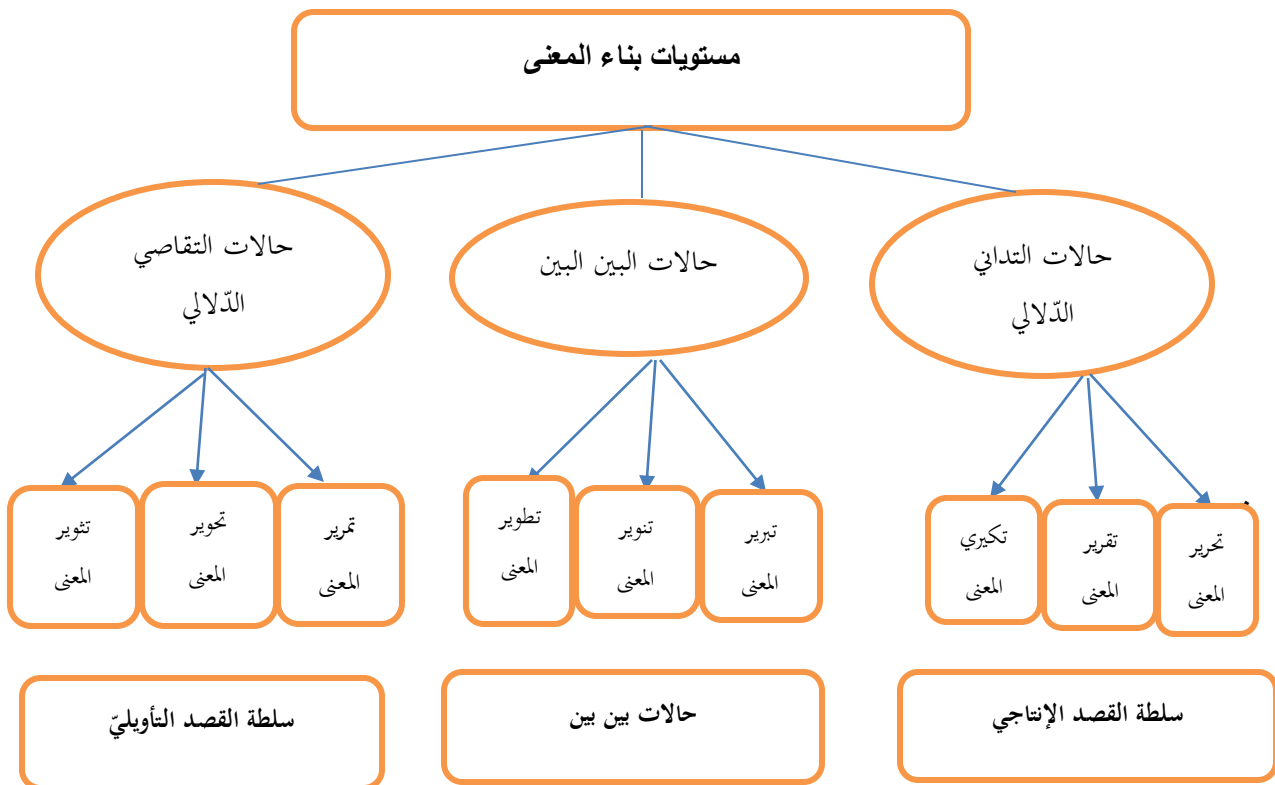 مستويات بناء المعنى
حالات التداني
الدّلالي
حالات البين البين
حالات التقاصي
الدّلالي
تحرير
المعنى
تقرير
المعنى
تكيري
المعنى
تبرير
المعنى
تنوير
المعنى
تطوير
المعنى
تمرير
المعنى
تحوير
المعنى
تثوير
المعنى
سلطة القصد الإنتاجي
حالات بين بين
سلطة القصد التأويليّ